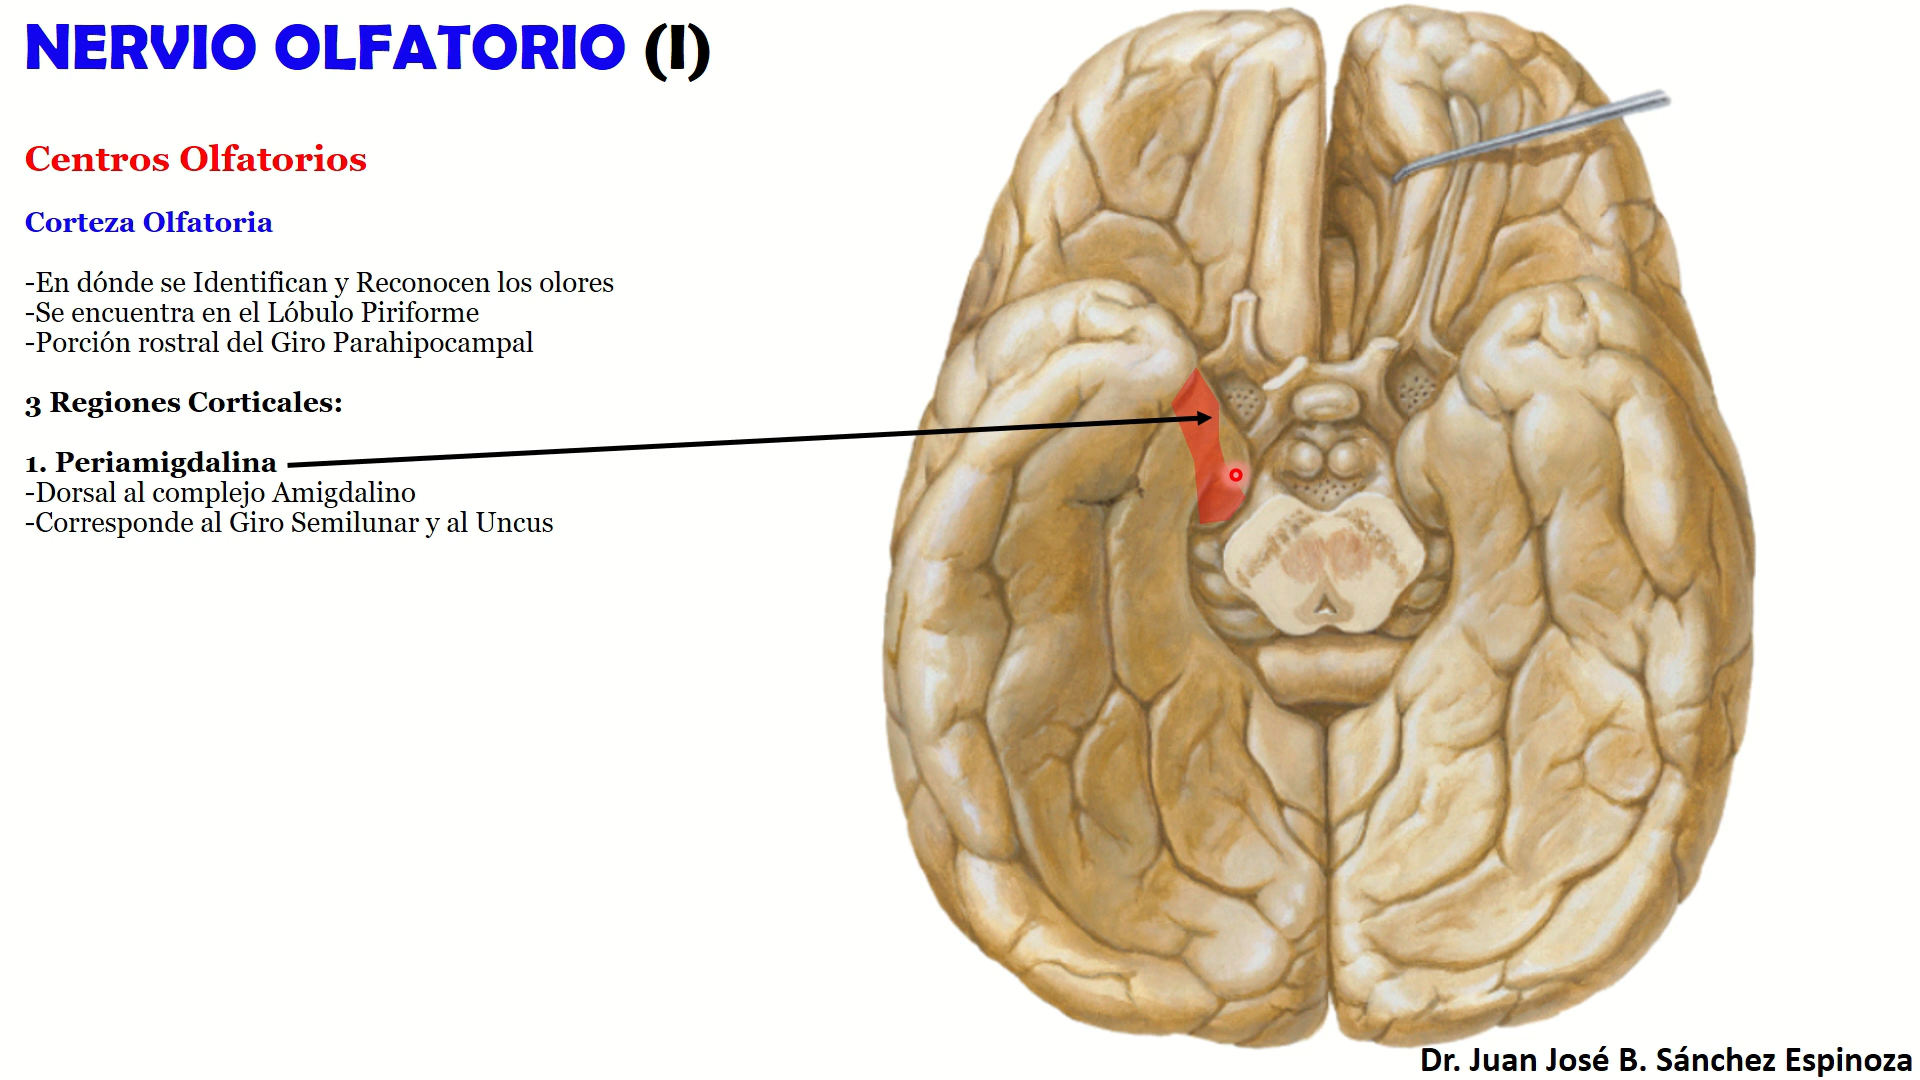 NERVIO OLFATORIO (I)
Centros Olfatorios
Corteza Olfatoria
-En dónde se Identifican y Reconocen los olores
-Se encuentra en el Lóbulo Piriforme
-Porción rostral del Giro Parahipocampal
3 Regiones Corticales:
1. Periamigdalina
-Dorsal al complejo Amigdalino
-Corresponde al Giro Semilunar y al Uncus
Dr. Juan José B. Sánchez Espinoza